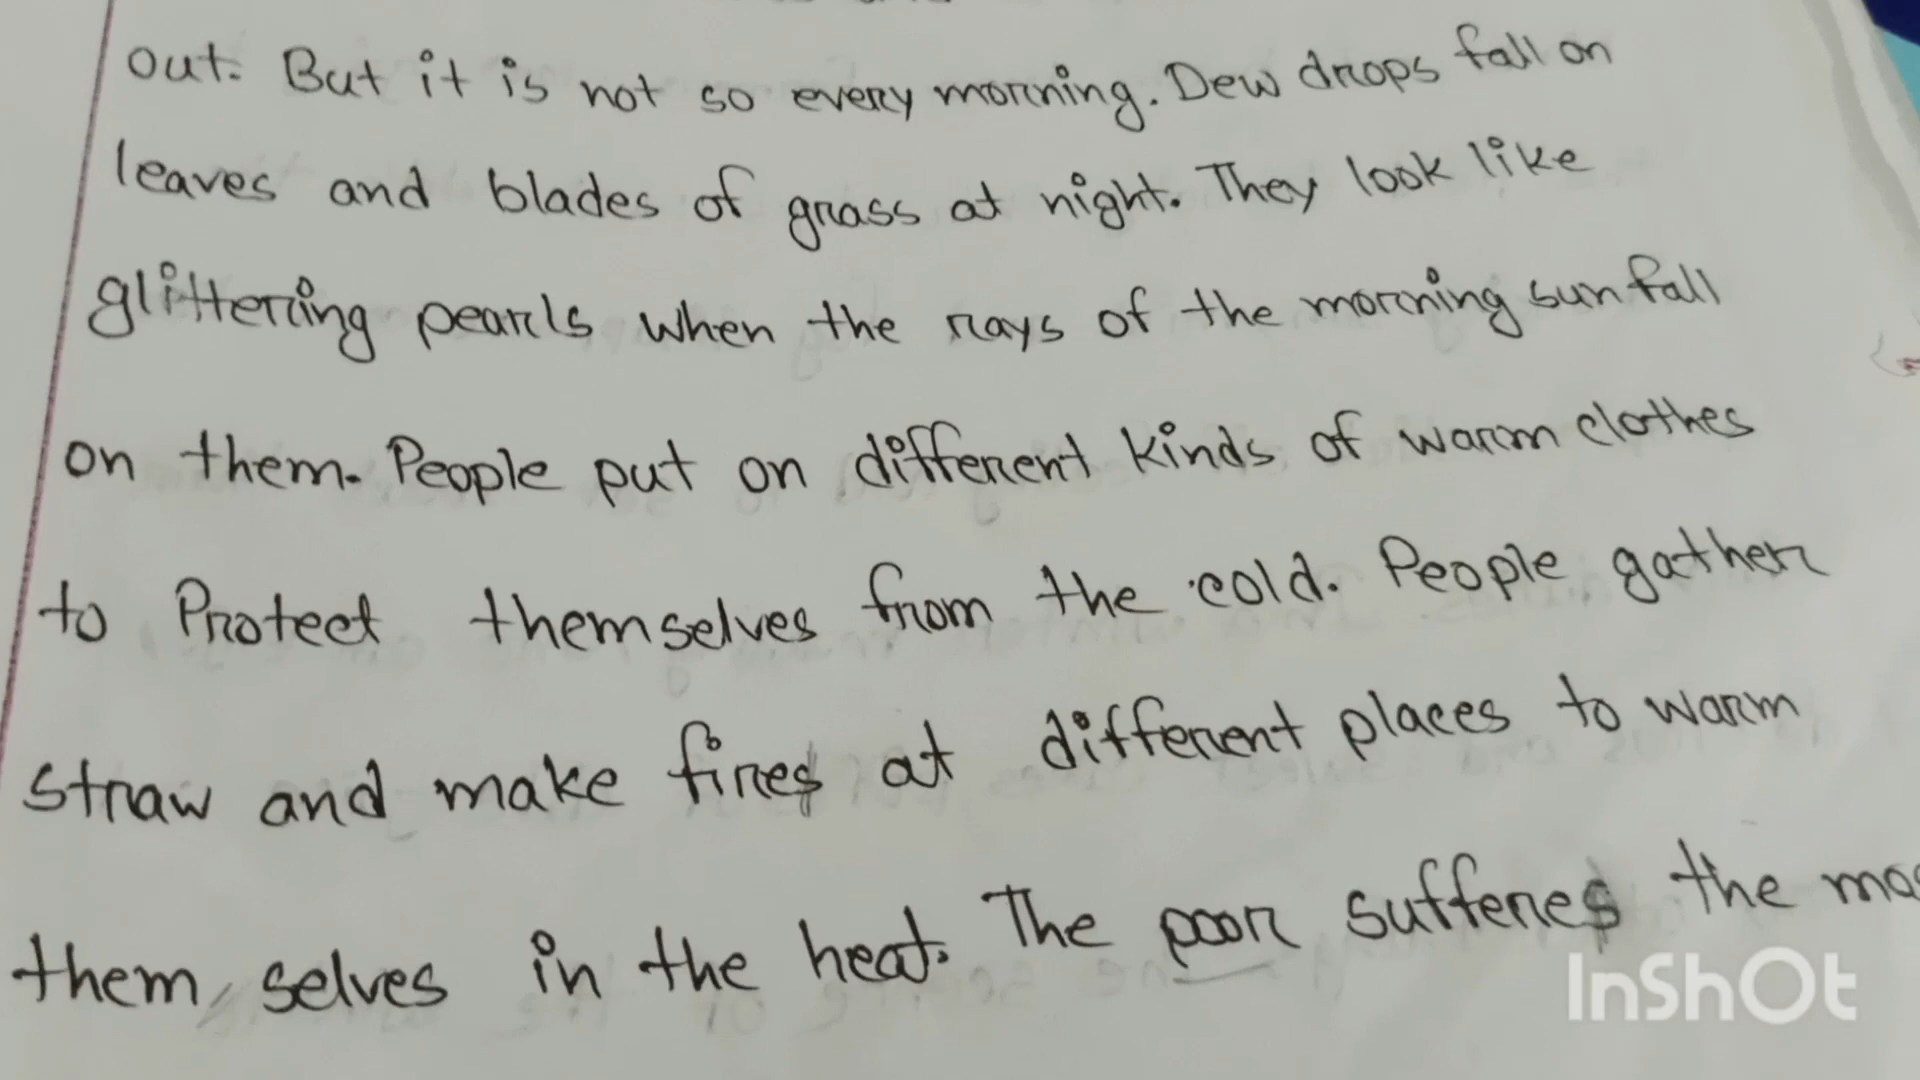 out. But it is not so every morning. Dew drops fall on
leaves and blades of grass at night. They look like
glittering pearls when the rays of the morning sun fall
on them. People put on different kinds of warm clothes
to Protect themselves from the cold. People gather
straw and make fires at different places to warm
them selves in the heat. The poor sufferes the
InShOt